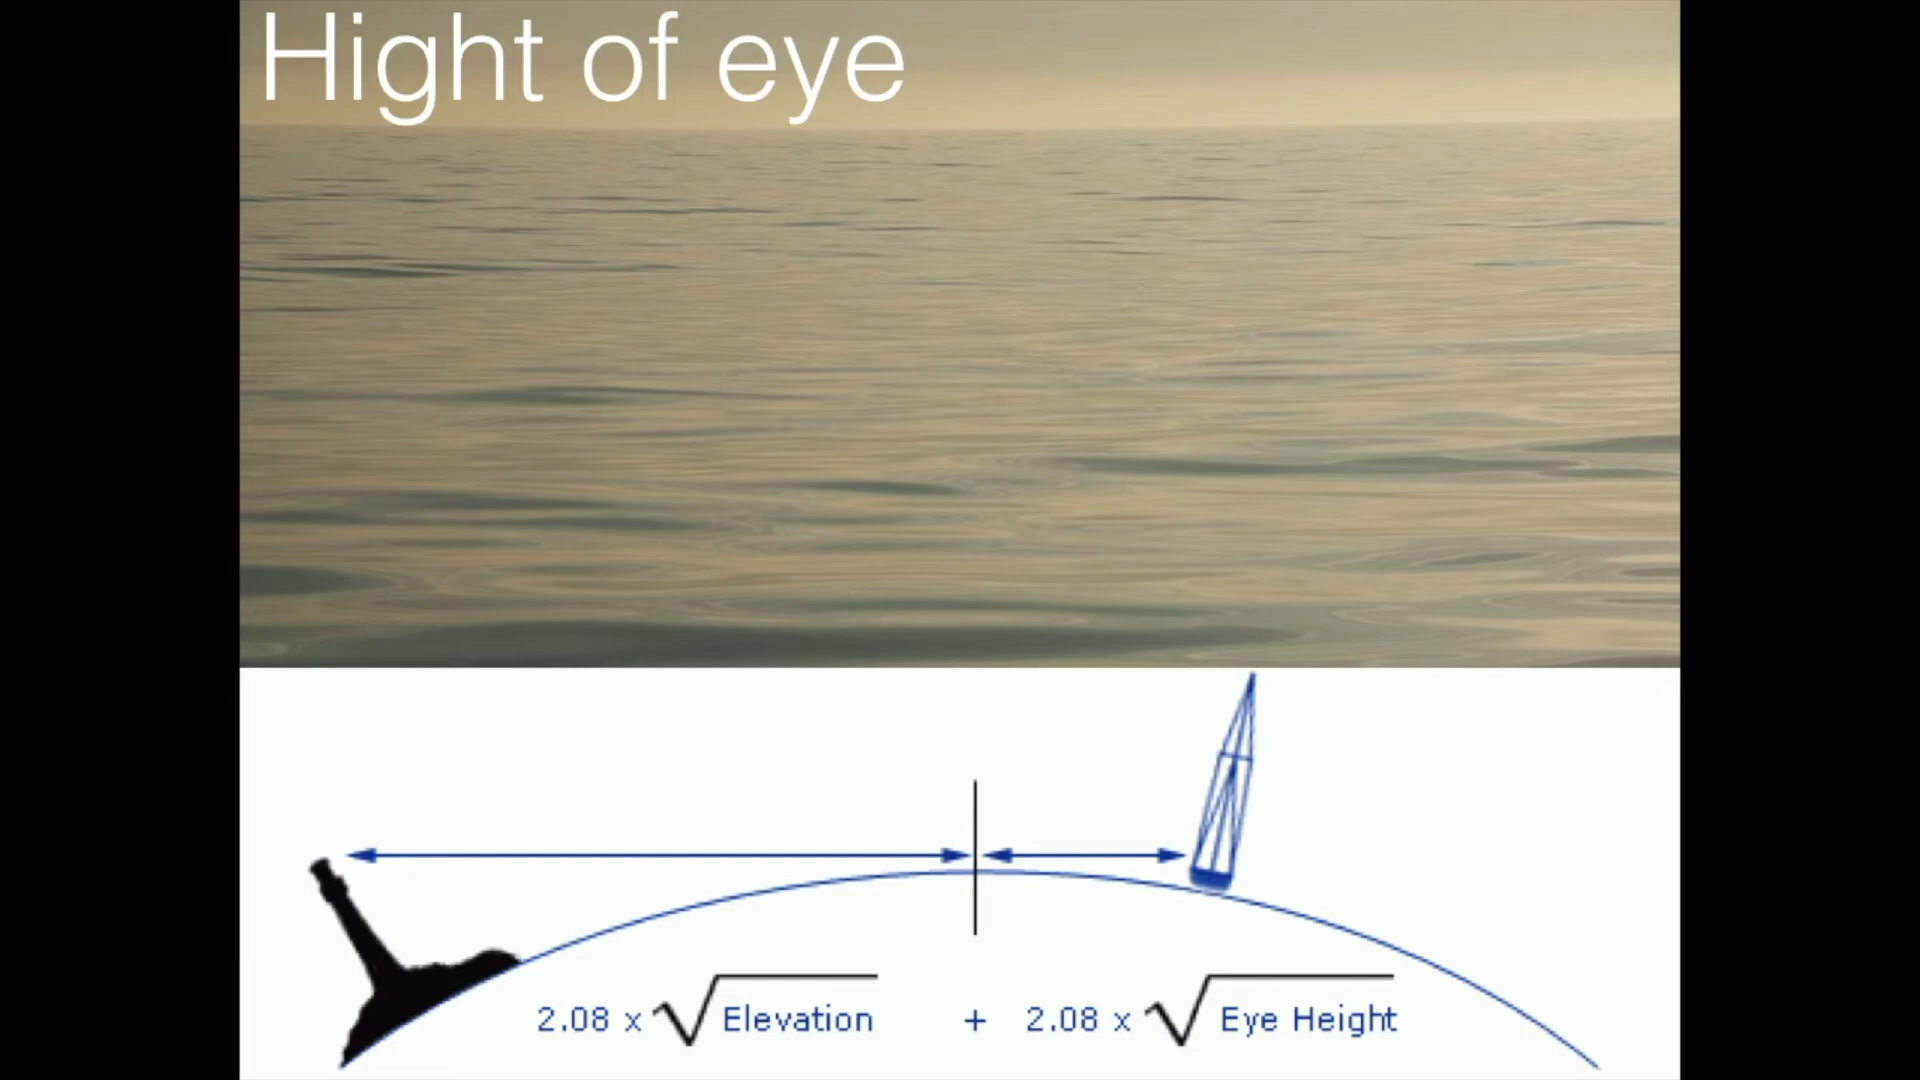 Hight of eye
2.08 x √Elevation + 2.08 x √Eye Height